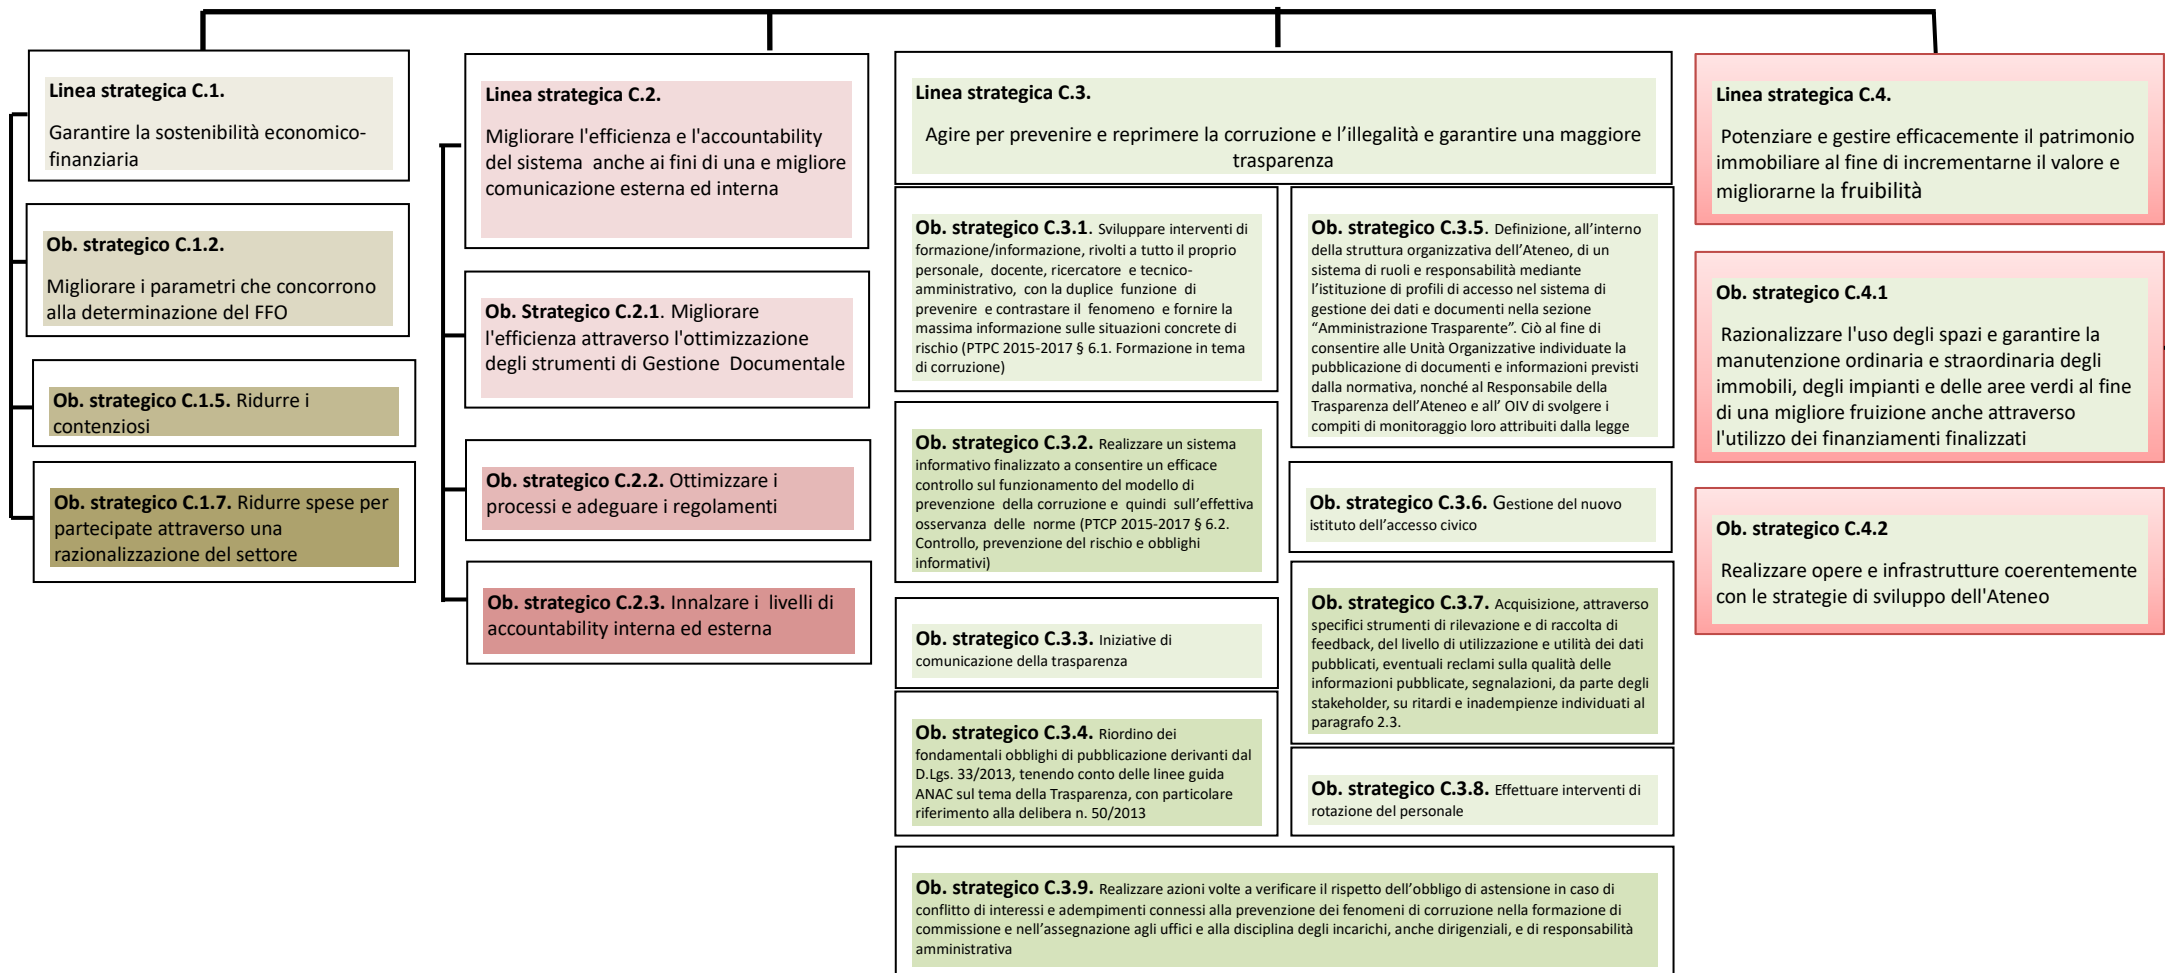 Linea strategica C.1.
Garantire la sostenibilità economico-
finanziaria
Ob. strategico C.1.2.
Migliorare i parametri che concorrono
alla determinazione del FFO
Ob. strategico C.1.5. Ridurre i
contenziosi
Ob. strategico C.1.7. Ridurre spese per
partecipate attraverso una
razionalizzazione del settore
Linea strategica C.2.
Migliorare l'efficienza e l'accountability
del sistema anche ai fini di una e migliore
comunicazione esterna ed interna
Ob. Strategico C.2.1. Migliorare
l'efficienza attraverso l'ottimizzazione
degli strumenti di Gestione Documentale
Ob. strategico C.2.2. Ottimizzare i
processi e adeguare i regolamenti
Ob. strategico C.2.3. Innalzare i livelli di
accountability interna ed esterna
Linea strategica C.3.
Agire per prevenire e reprimere la corruzione e l’illegalità e garantire una maggiore
trasparenza
Ob. strategico C.3.1. Sviluppare interventi di
formazione/informazione, rivolti a tutto il proprio
personale, docente, ricercatore e tecnico-
amministrativo, con la duplice funzione di
prevenire e contrastare il fenomeno e fornire la
massima informazione sulle situazioni concrete di
rischio (PTPC 2015-2017 § 6.1. Formazione in tema
di corruzione)
Ob. strategico C.3.2. Realizzare un sistema
informativo finalizzato a consentire un efficace
controllo sul funzionamento del modello di
prevenzione della corruzione e quindi sull’effettiva
osservanza delle norme (PTCP 2015-2017 § 6.2.
Controllo, prevenzione del rischio e obblighi
informativi)
Ob. strategico C.3.3. Iniziative di
comunicazione della trasparenza
Ob. strategico C.3.4. Riordino dei
fondamentali obblighi di pubblicazione derivanti dal
D.Lgs. 33/2013, tenendo conto delle linee guida
ANAC sul tema della Trasparenza, con particolare
riferimento alla delibera n. 50/2013
Ob. strategico C.3.5. Definizione, all’interno
della struttura organizzativa dell’Ateneo, di un
sistema di ruoli e responsabilità mediante
l’istituzione di profili di accesso nel sistema di
gestione dei dati e documenti nella sezione
“Amministrazione Trasparente”. Ciò al fine di
consentire alle Unità Organizzative individuate la
pubblicazione di documenti e informazioni previsti
dalla normativa, nonché al Responsabile della
Trasparenza dell’Ateneo e all’ OIV di svolgere i
compiti di monitoraggio loro attribuiti dalla legge
Ob. strategico C.3.6. Gestione del nuovo
istituto dell’accesso civico
Ob. strategico C.3.7. Acquisizione, attraverso
specifici strumenti di rilevazione e di raccolta di
feedback, del livello di utilizzazione e utilità dei dati
pubblicati, eventuali reclami sulla qualità delle
informazioni pubblicate, segnalazioni, da parte degli
stakeholder, su ritardi e inadempienze individuati al
paragrafo 2.3.
Ob. strategico C.3.8. Effettuare interventi di
rotazione del personale
Ob. strategico C.3.9. Realizzare azioni volte a verificare il rispetto dell’obbligo di astensione in caso di
conflitto di interessi e adempimenti connessi alla prevenzione dei fenomeni di corruzione nella formazione di
commissione e nell’assegnazione agli uffici e alla disciplina degli incarichi, anche dirigenziali, e di responsabilità
amministrativa
Linea strategica C.4.
Potenziare e gestire efficacemente il patrimonio
immobiliare al fine di incrementarne il valore e
migliorarne la fruibilità
Ob. strategico C.4.1
Razionalizzare l'uso degli spazi e garantire la
manutenzione ordinaria e straordinaria degli
immobili, degli impianti e delle aree verdi al fine
di una migliore fruizione anche attraverso
l'utilizzo dei finanziamenti finalizzati
Ob. strategico C.4.2
Realizzare opere e infrastrutture coerentemente
con le strategie di sviluppo dell'Ateneo